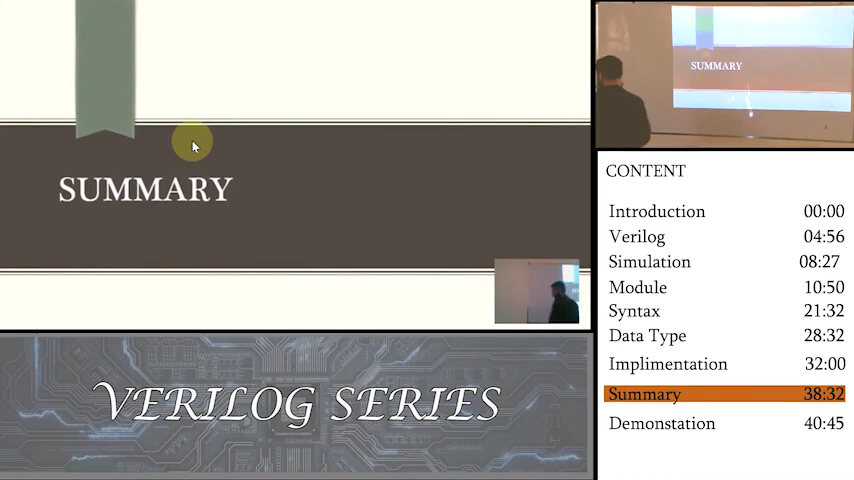 SUMMARY
VERILOG SERIES
SUMMARY
CONTENT
Introduction 00:00
Verilog 04:56
Simulation 08:27
Module 10:50
Syntax 21:32
Data Type 28:32
Implimentation 32:00
Summary 38:32
Demonstation 40:45